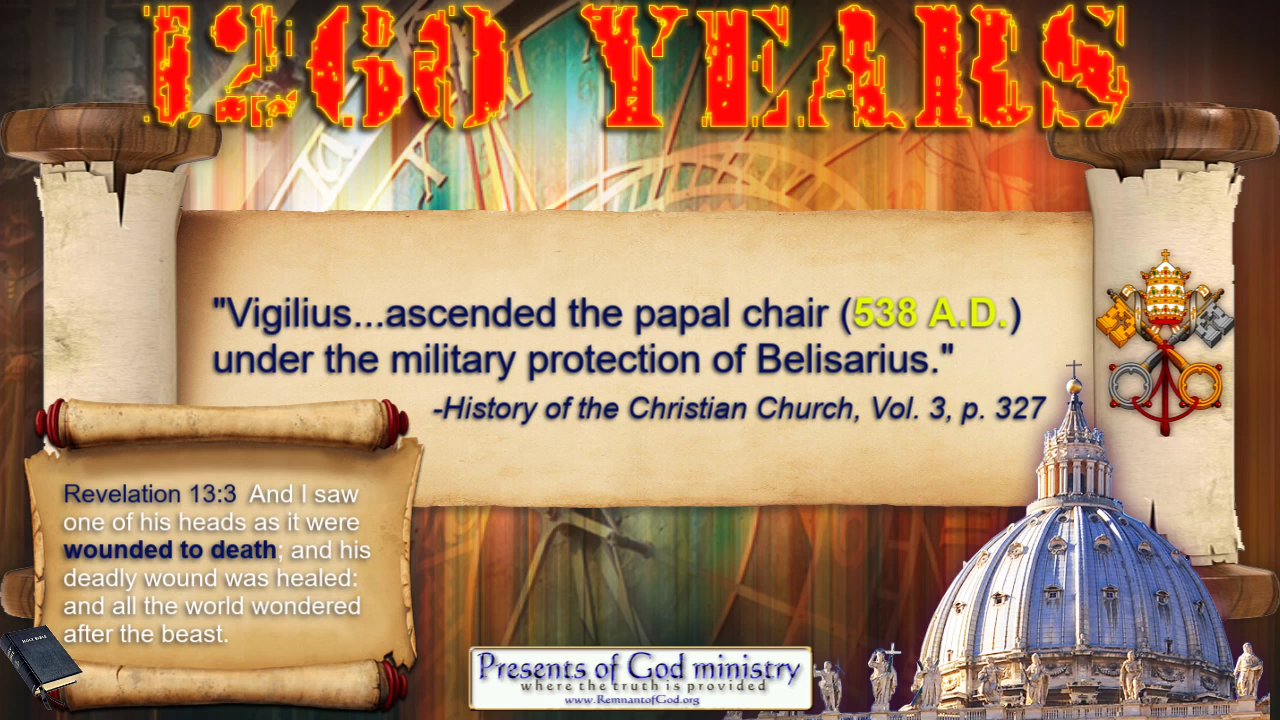 1260 YEARS
"Vigilius...ascended the papal chair (538 A.D.)
under the military protection of Belisarius."
-History of the Christian Church, Vol. 3, p. 327
Revelation 13:3 And I saw
one of his heads as it were
wounded to death; and his
deadly wound was healed:
and all the world wondered
after the beast.
HOLY BIBLE
Presents of God ministry
where the truth is provided
www.RemnantofGod.org